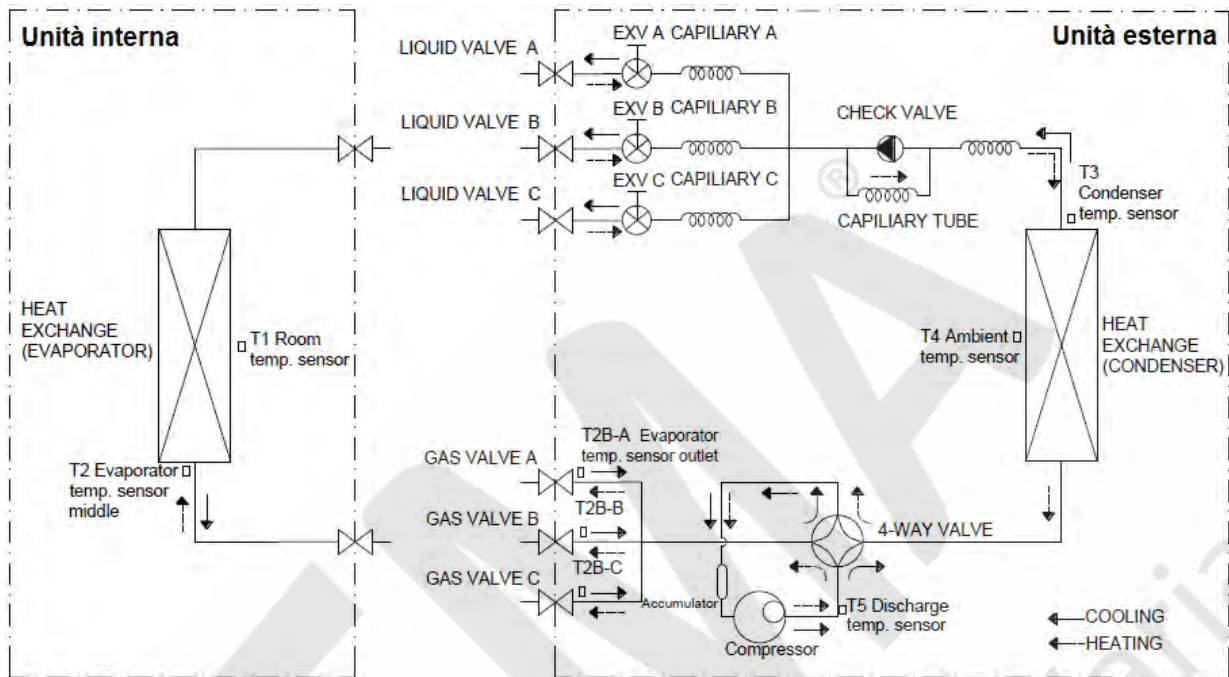 Unità interna
Unità esterna
LIQUID VALVE A
EXV A CAPILIARY A
LIQUID VALVE B
EXV B CAPILIARY B
CHECK VALVE
LIQUID VALVE C
EXV C CAPILIARY C
CAPILIARY TUBE
®
T3
Condenser
temp. sensor
HEAT
EXCHANGE
(EVAPORATOR)
T1 Room
temp. sensor
T4 Ambient
temp. sensor
HEAT
EXCHANGE
(CONDENSER)
T2 Evaporator
temp. sensor
middle
GAS VALVE A
T2B-A Evaporator
temp. sensor outlet
GAS VALVE B
T2B-B
4-WAY VALVE
GAS VALVE C
T2B-C
Accumulator
Compressor
T5 Discharge
temp. sensor
COOLING
HEATING